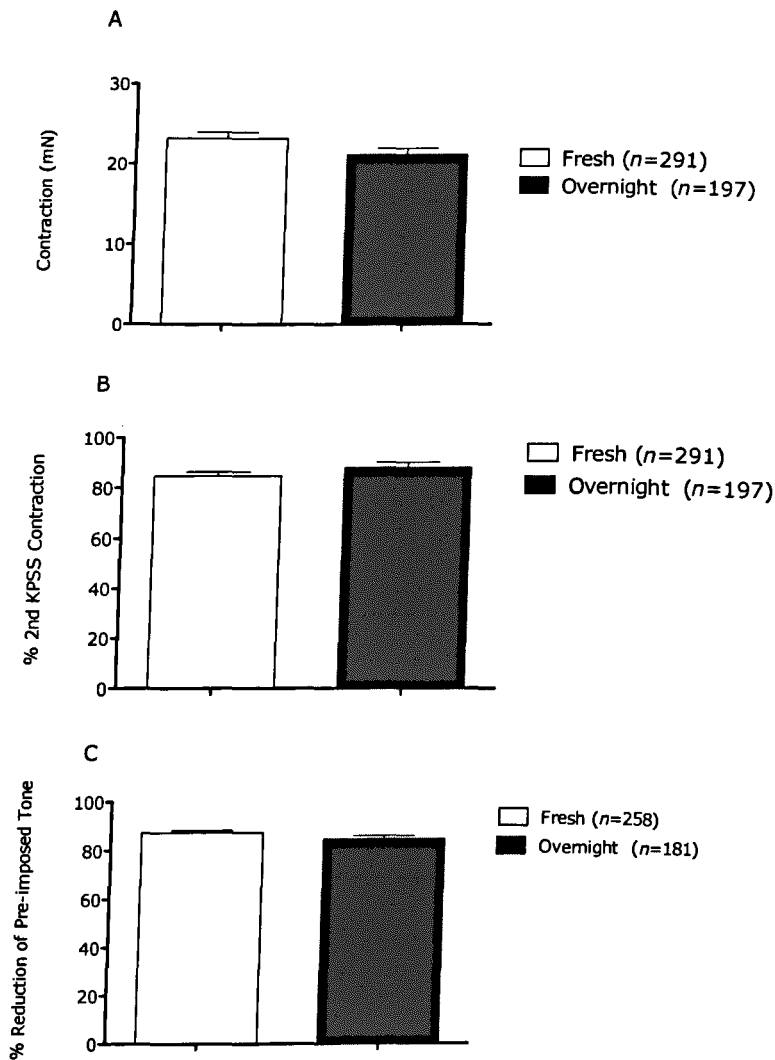 A
Contraction (mN)
30
20
10
0
Fresh (n=291)
Overnight (n=197)
B
% 2nd KPSS Contraction
100
80
60
40
20
0
Fresh (n=291)
Overnight (n=197)
C
% Reduction of Pre-imposed Tone
100
80
60
40
20
0
Fresh (n=258)
Overnight (n=181)